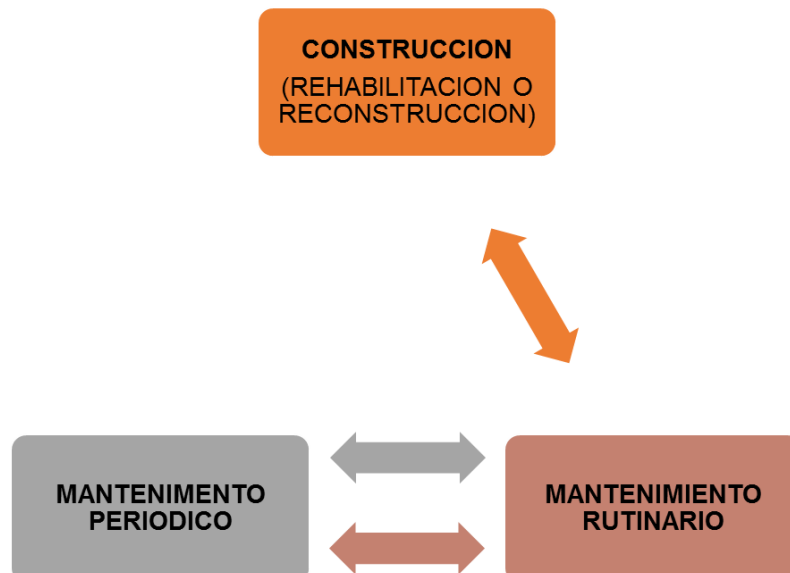 CONSTRUCCION
(REHABILITACION O
RECONSTRUCCION)
MANTENIMENTO
PERIODICO
MANTENIMIENTO
RUTINARIO